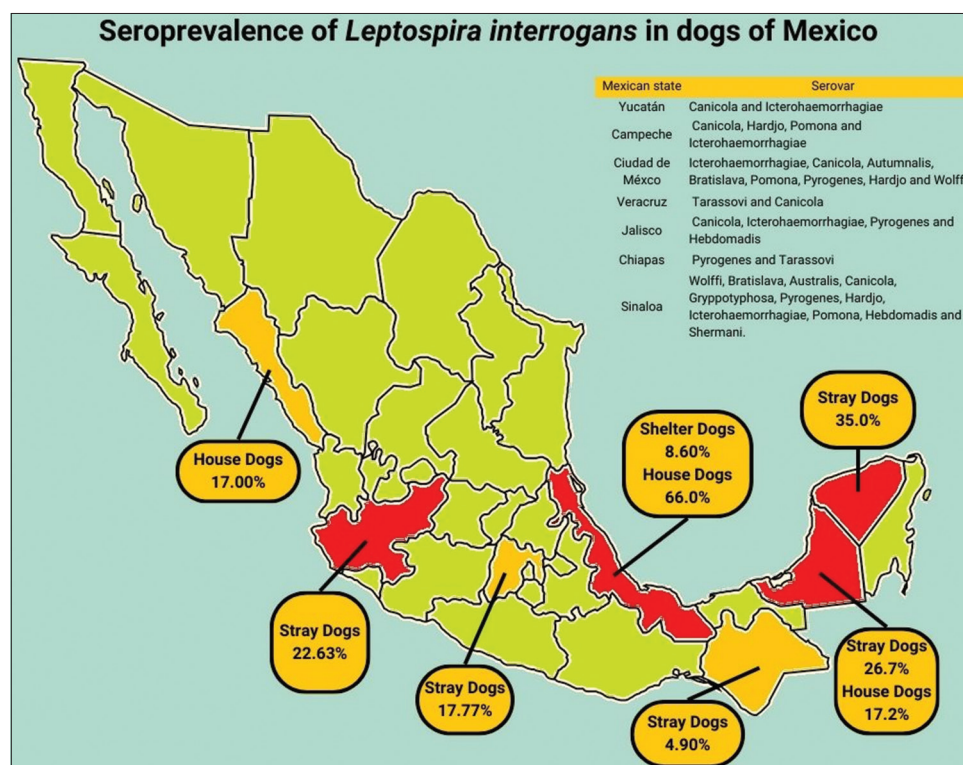 Seroprevalence of Leptospira interrogans in dogs of Mexico
Mexican state Serovar
Yucatán Canicola and Icterohaemorrhagiae
Campeche Canicola, Hardjo, Pomona and
Icterohaemorrhagiae
Ciudad de Icterohaemorrhagiae, Canicola, Autumnalis,
Méxco Bratislava, Pomona, Pyrogenes, Hardjo and Wolff
Veracruz Tarassovi and Canicola
Jalisco Canicola, Icterohaemorrhagiae, Pyrogenes and
Hebdomadis
Chiapas Pyrogenes and Tarassovi
Sinaloa Wolffi, Bratislava, Australis, Canicola,
Gryppotyphosa, Pyrogenes, Hardjo,
Icterohaemorrhagiae, Pomona, Hebdomadis and
Shermani.
Stray Dogs
35.0%
Shelter Dogs
8.60%
House Dogs
66.0%
House Dogs
17.00%
Stray Dogs
22.63%
Stray Dogs
17.77%
Stray Dogs
4.90%
Stray Dogs
26.7%
House Dogs
17.2%